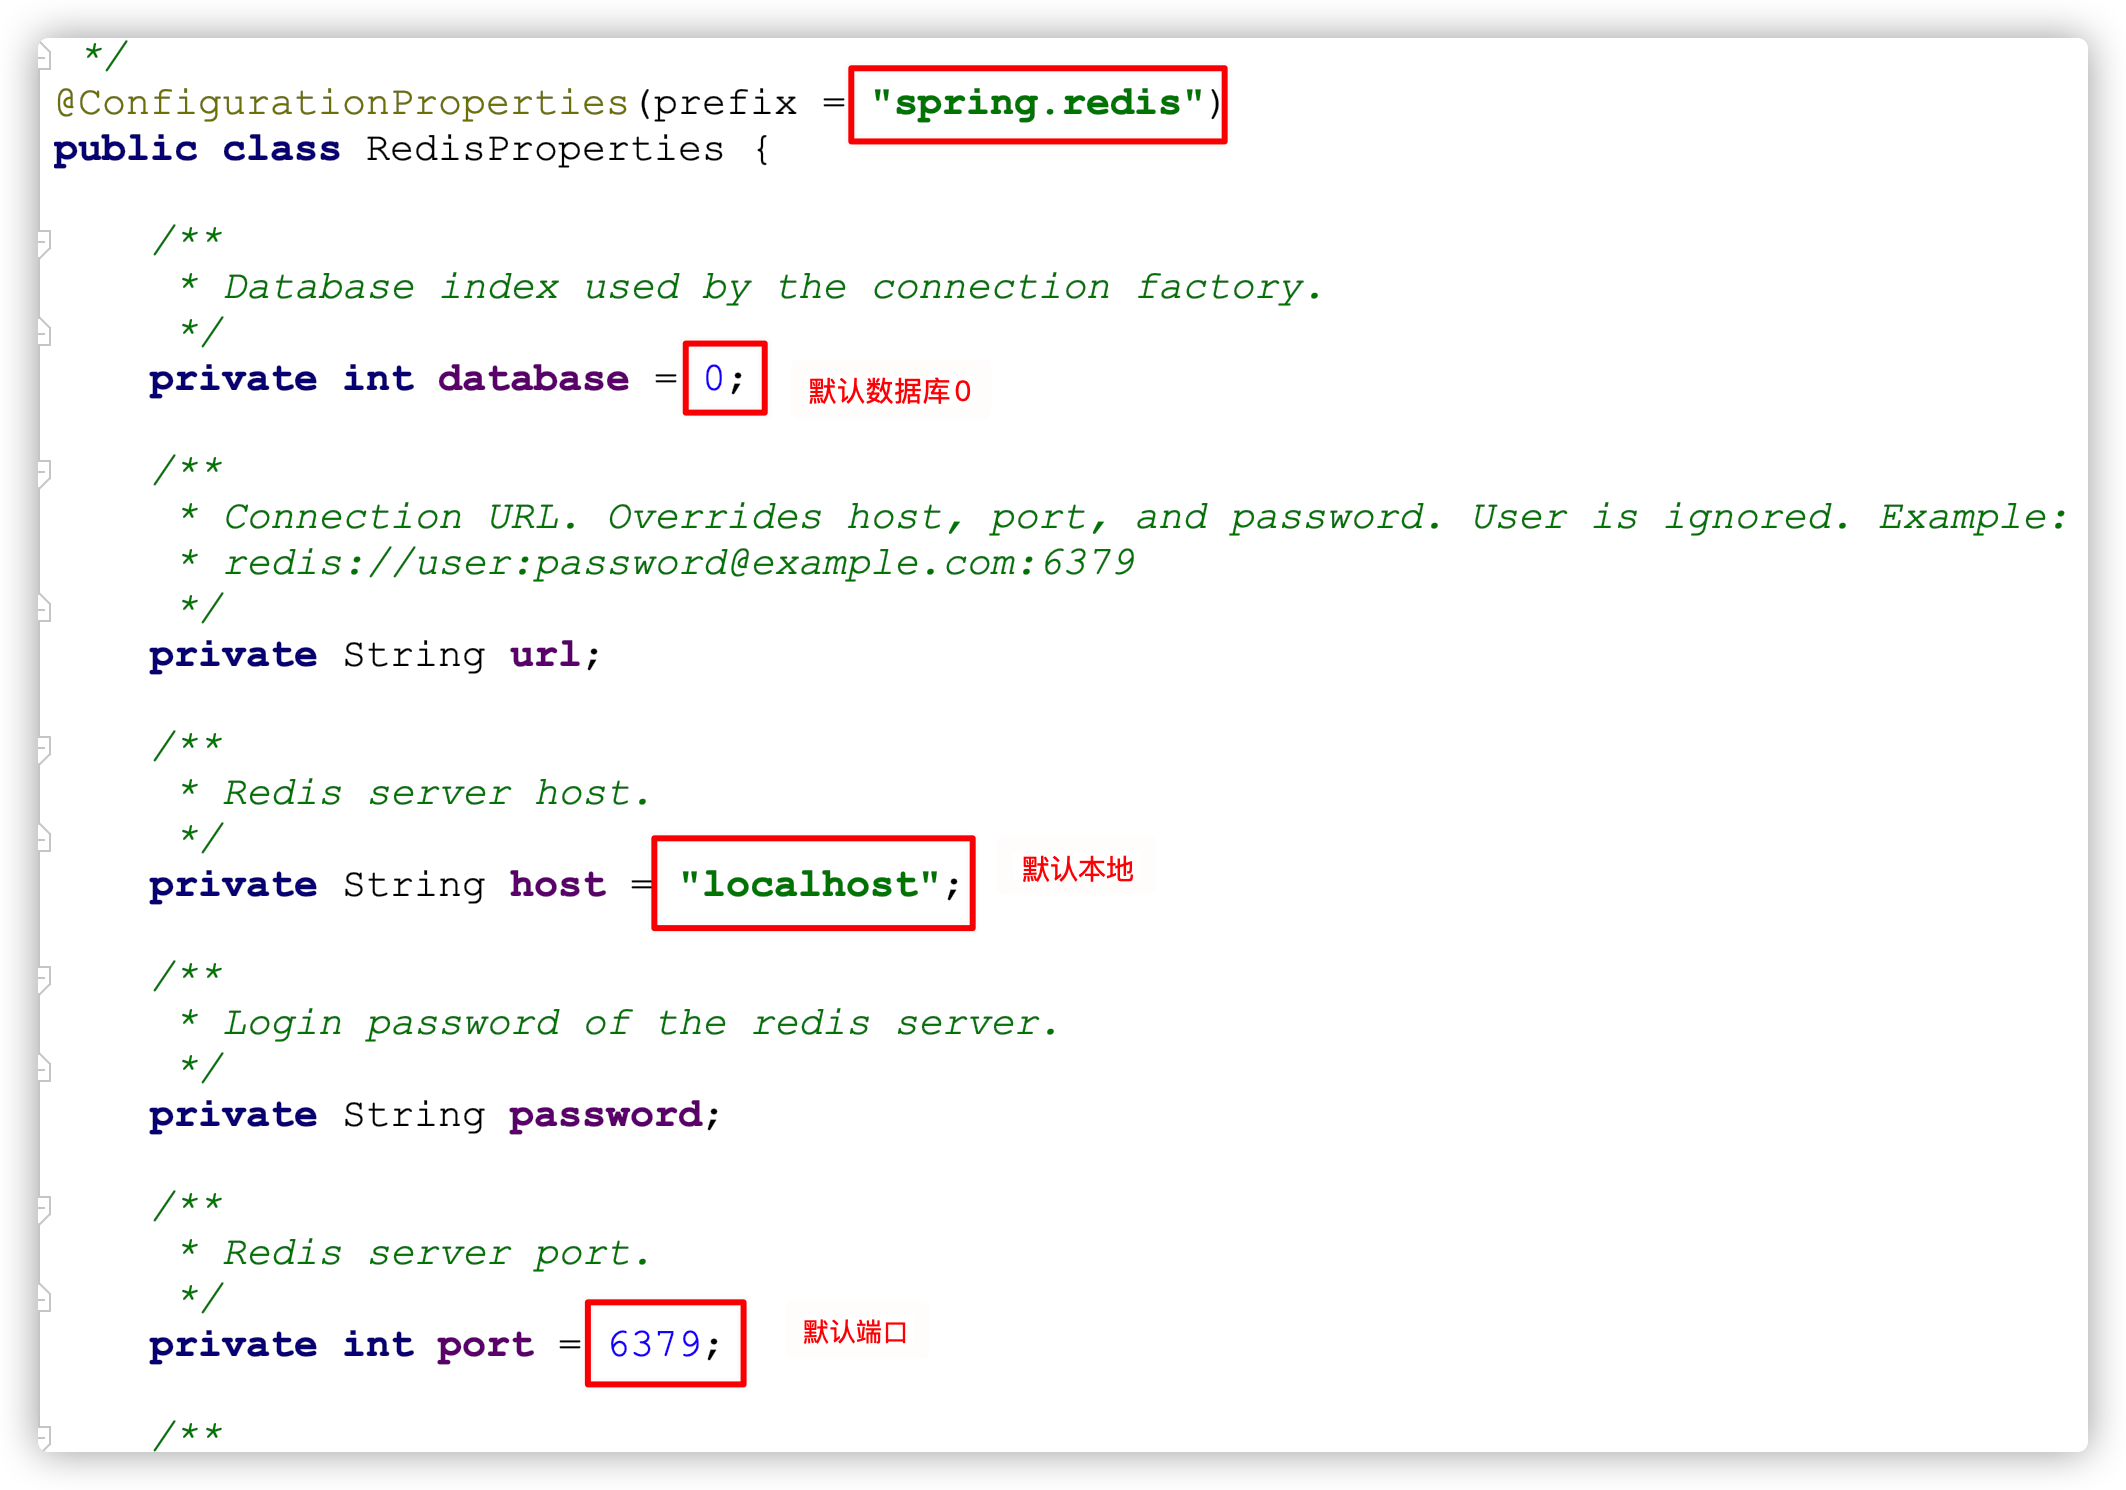 */
@ConfigurationProperties(prefix = "spring.redis")
public class RedisProperties {
/**
* Database index used by the connection factory.
*/
private int database = 0; 默认数据库0
/**
* Connection URL. Overrides host, port, and password. User is ignored. Example:
* redis://user:password@example.com:6379
*/
private String url;
/**
* Redis server host.
*/
private String host = "localhost"; 默认本地
/**
* Login password of the redis server.
*/
private String password;
/**
* Redis server port.
*/
private int port = 6379; 默认端口
/**